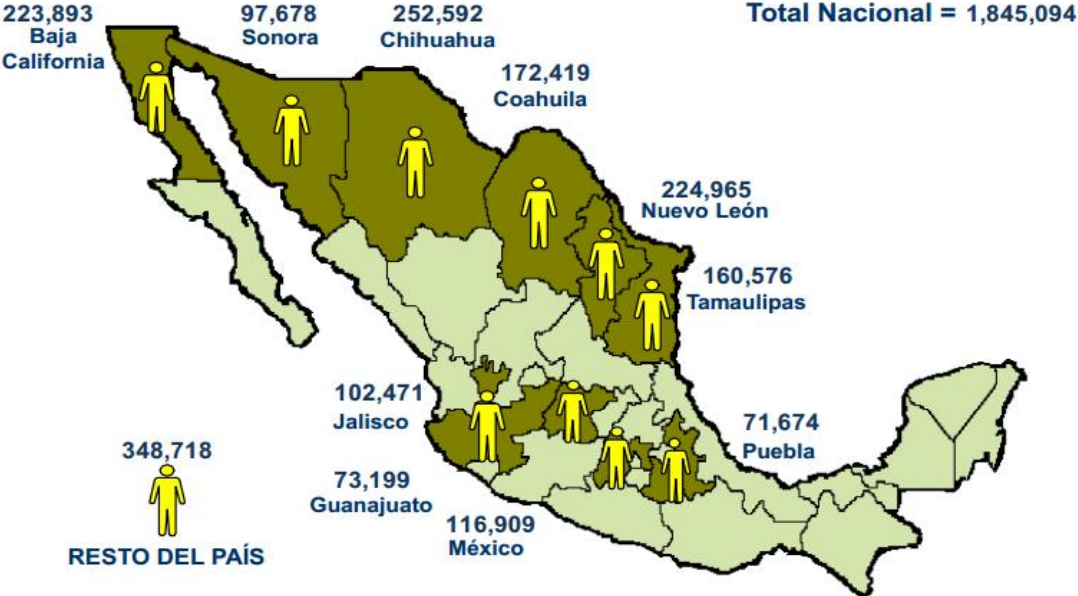 223,893
Baja
California
97,678
Sonora
252,592
Chihuahua
Total Nacional = 1,845,094
172,419
Coahuila
224,965
Nuevo León
160,576
Tamaulipas
102,471
Jalisco
71,674
Puebla
348,718
RESTO DEL PAÍS
73,199
Guanajuato
116,909
México